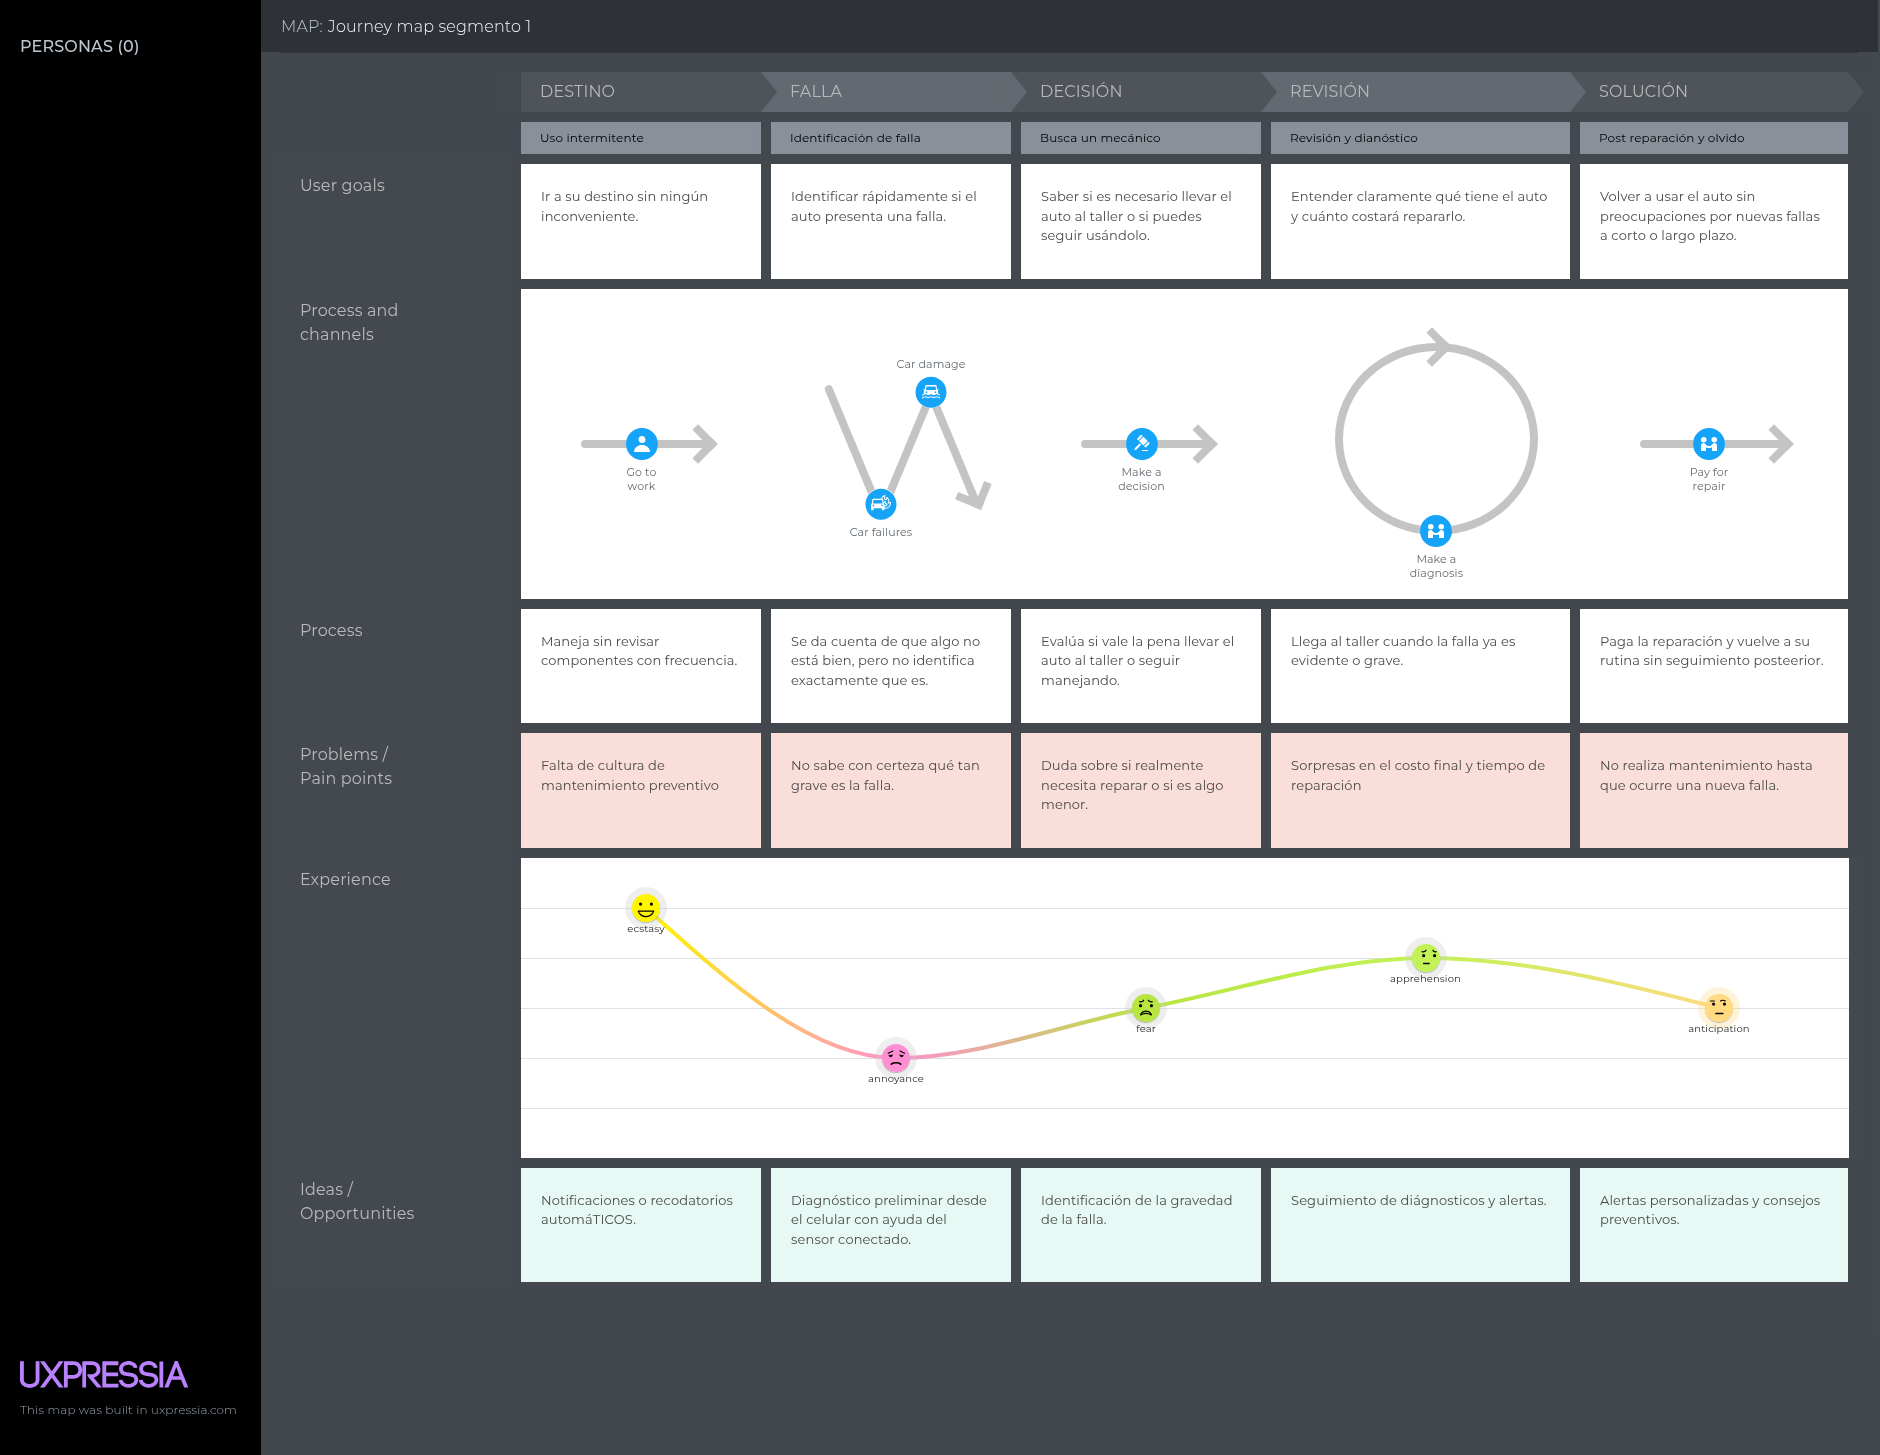 PERSONAS (0)
MAP: Journey map segmento 1
DESTINO
FALLA
DECISIÓN
REVISIÓN
SOLUCIÓN
Uso intermitente
Identificación de falla
Busca un mecánico
Revisión y dianóstico
Post reparación y olvido
User goals
Ir a su destino sin ningún
inconveniente.
Identificar rápidamente si el
auto presenta una falla.
Saber si es necesario llevar el
auto al taller o si puedes
seguir usándolo.
Entender claramente qué tiene el auto
y cuánto costará repararlo.
Volver a usar el auto sin
preocupaciones por nuevas fallas
a corto o largo plazo.
Process and
channels
Go to
work
Car damage
Car failures
Make a
decision
Make a
diagnosis
Pay for
repair
Process
Maneja sin revisar
componentes con frecuencia.
Se da cuenta de que algo no
está bien, pero no identifica
exactamente que es.
Evalúa si vale la pena llevar el
auto al taller o seguir
manejando.
Llega al taller cuando la falla ya es
evidente o grave.
Paga la reparación y vuelve a su
rutina sin seguimiento posteerior.
Problems /
Pain points
Falta de cultura de
mantenimiento preventivo
No sabe con certeza qué tan
grave es la falla.
Duda sobre si realmente
necesita reparar o si es algo
menor.
Sorpresas en el costo final y tiempo de
reparación
No realiza mantenimiento hasta
que ocurre una nueva falla.
Experience
ecstasy
annoyance
fear
apprehension
anticipation
Ideas /
Opportunities
Notificaciones o recodatorios
automáTICOS.
Diagnóstico preliminar desde
el celular con ayuda del
sensor conectado.
Identificación de la gravedad
de la falla.
Seguimiento de diágnosticos y alertas.
Alertas personalizadas y consejos
preventivos.
UXPRESSIA
This map was built in uxpressia.com